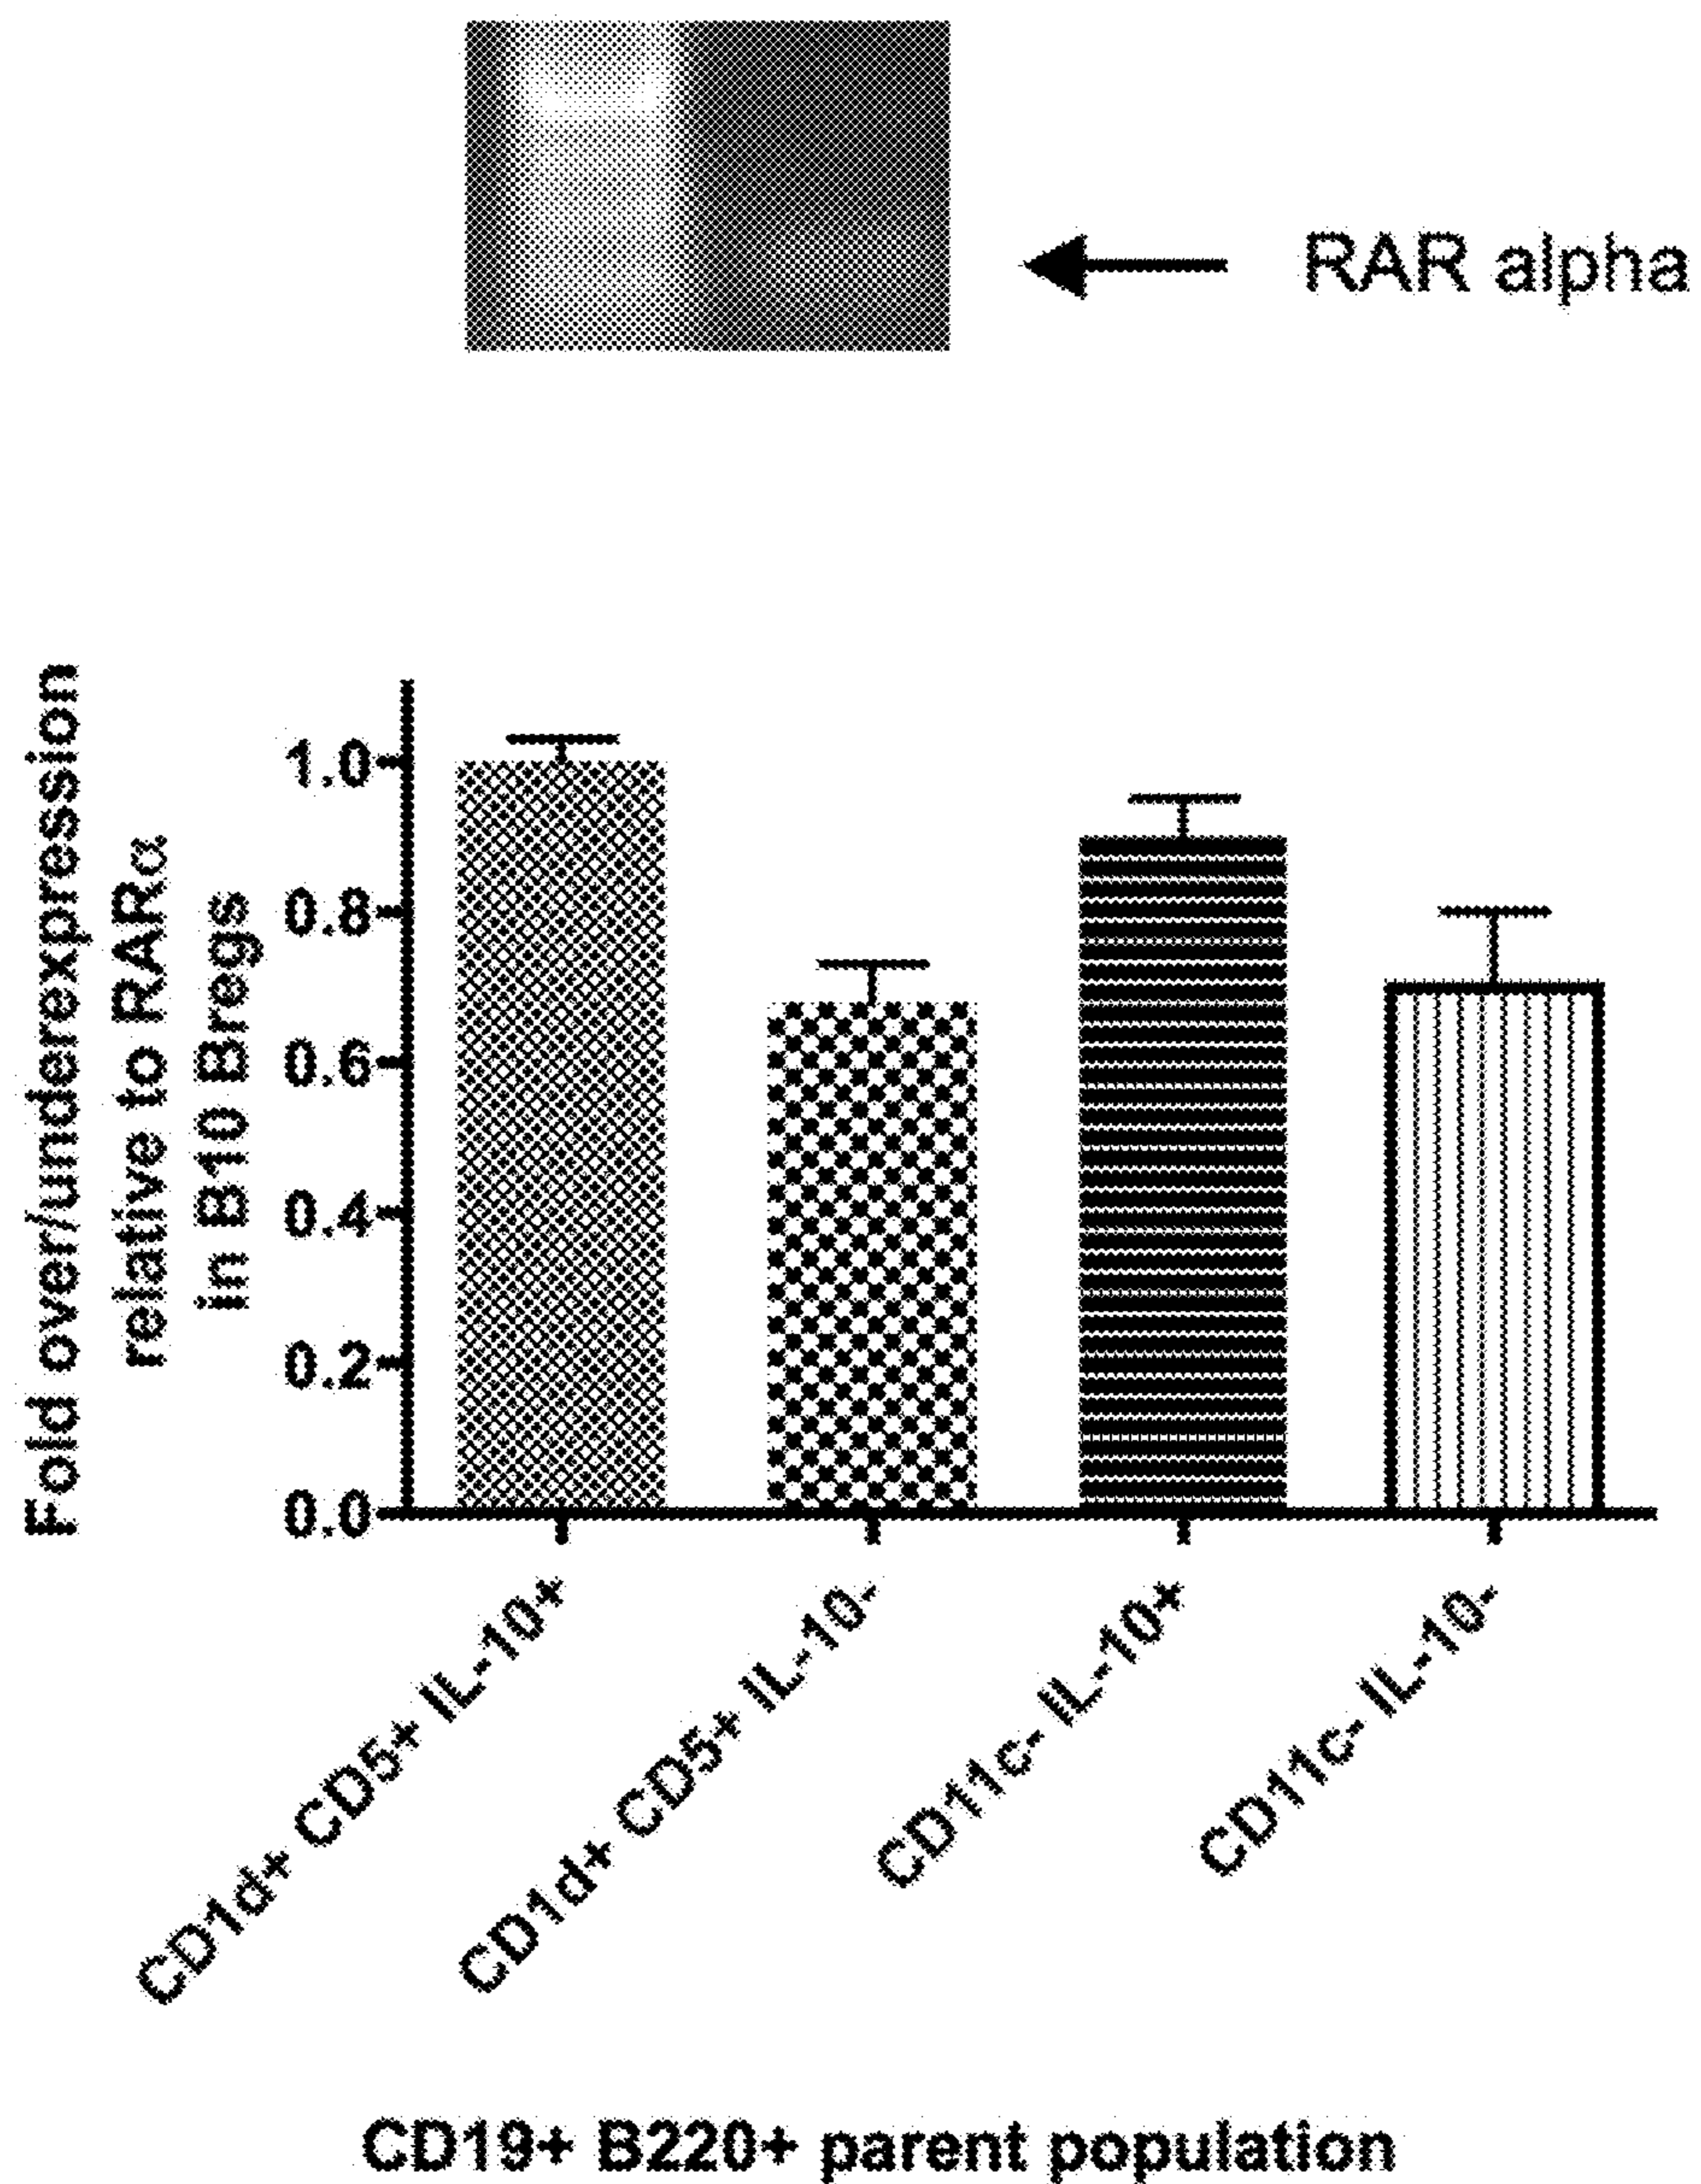 RAR alpha
Fold over/underexpression
relative to RARα
in B10 Bregs
1.0
0.8
0.6
0.4
0.2
0.0
CD1d+ CD5+ IL-10+
CD1d+ CD5+ IL-10-
CD11c- IL-10+
CD11c- IL-10-
CD19+ B220+ parent population